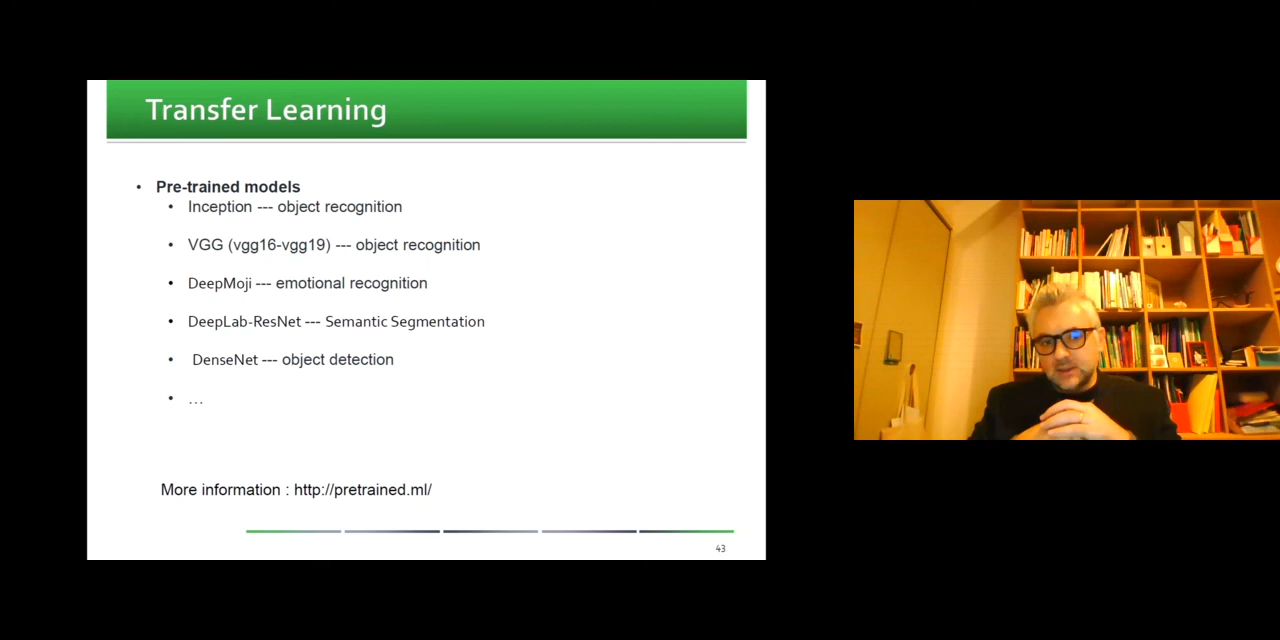 Transfer Learning
• Pre-trained models
• Inception --- object recognition
• VGG (vgg16-vgg19) --- object recognition
• DeepMoji --- emotional recognition
• DeepLab-ResNet --- Semantic Segmentation
• DenseNet --- object detection
• ...
More information : http://pretrained.ml/
43